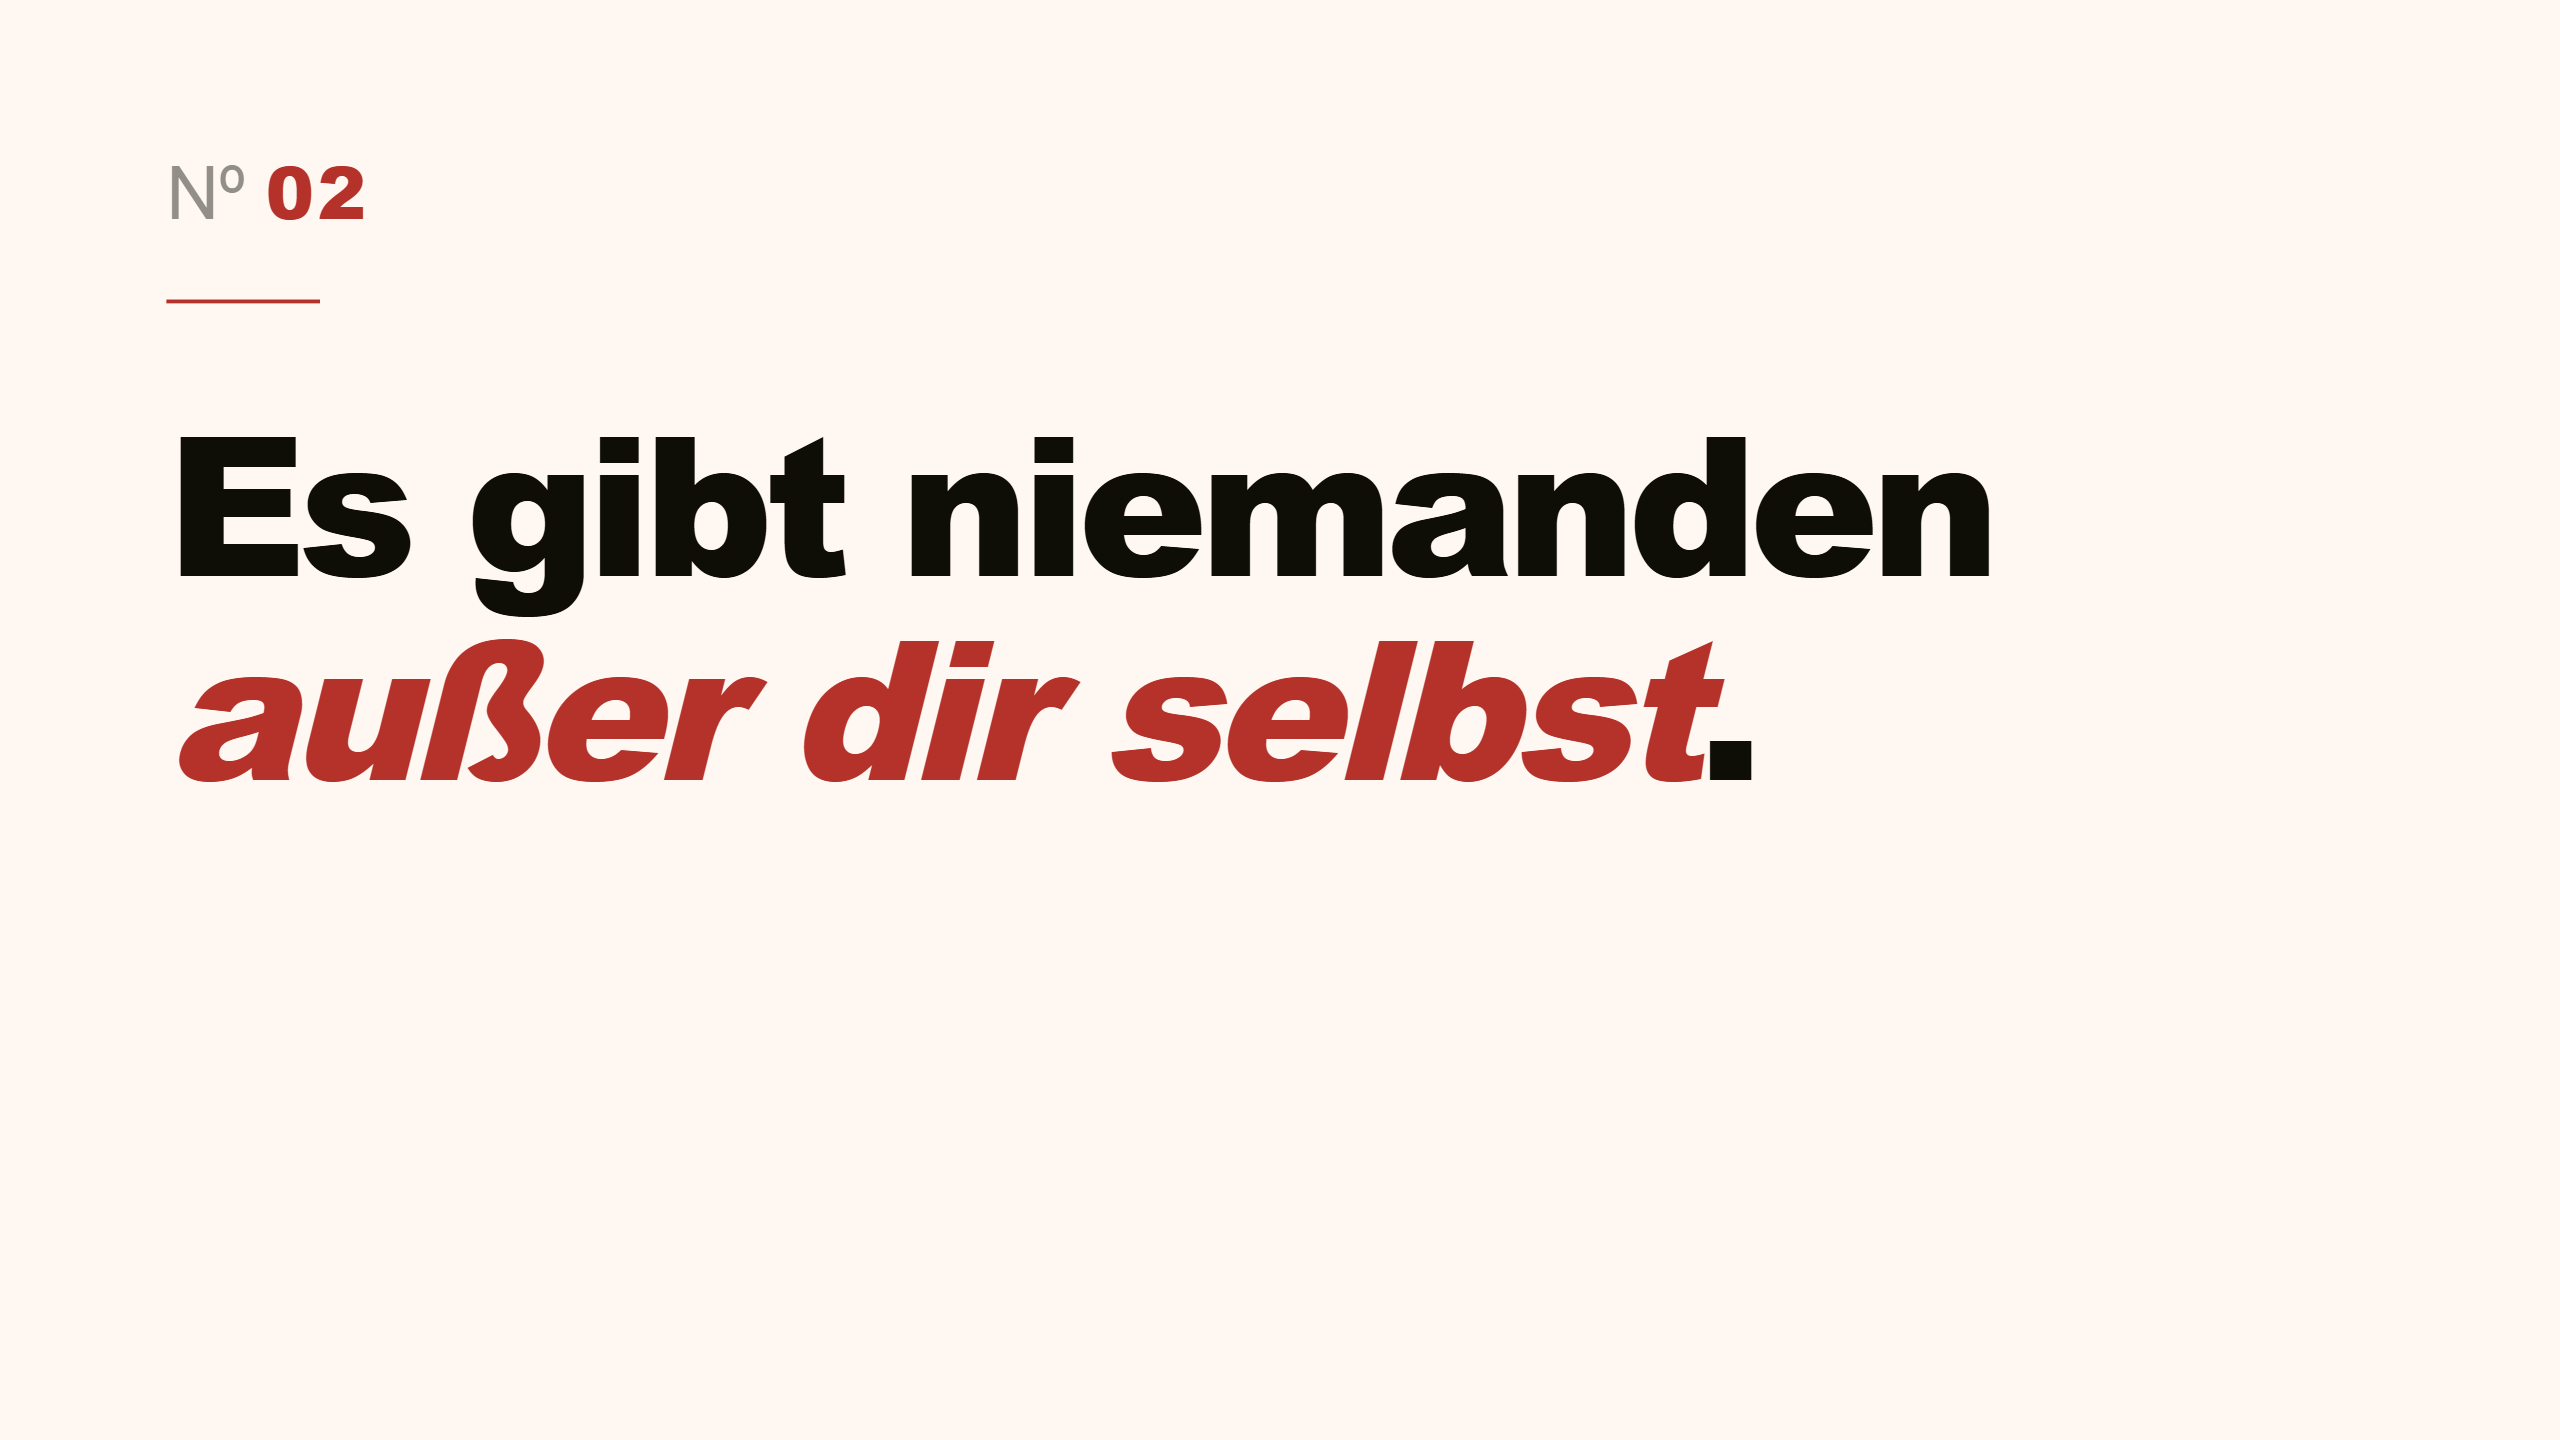 Nº 02
Es gibt niemanden
außer dir selbst.